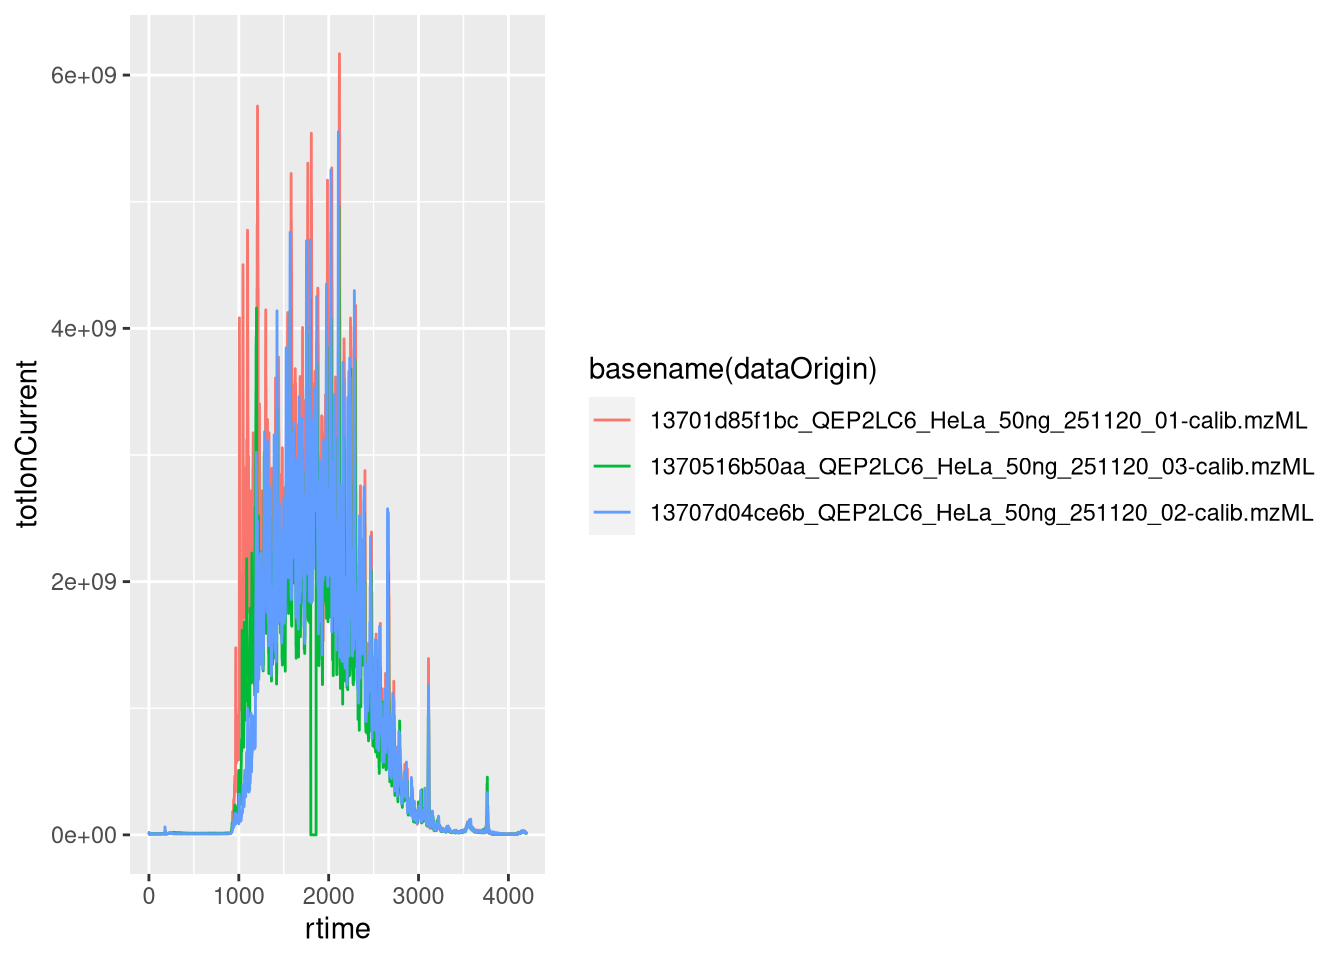 6e+09
4e+09
2e+09
0e+00
totIonCurrent
0 1000 2000 3000 4000
rtime
basename(dataOrigin)
13701d85f1bc_QEP2LC6_HeLa_50ng_251120_01-calib.mzML
1370516b50aa_QEP2LC6_HeLa_50ng_251120_03-calib.mzML
13707d04ce6b_QEP2LC6_HeLa_50ng_251120_02-calib.mzML